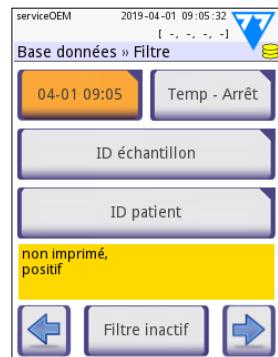 serviceOEM 2019-04-01 09:05:32
[ -, -, -, -]
Base données » Filtre
04-01 09:05 Temp - Arrêt
ID échantillon
ID patient
non imprimé,
positif
Filtre inactif